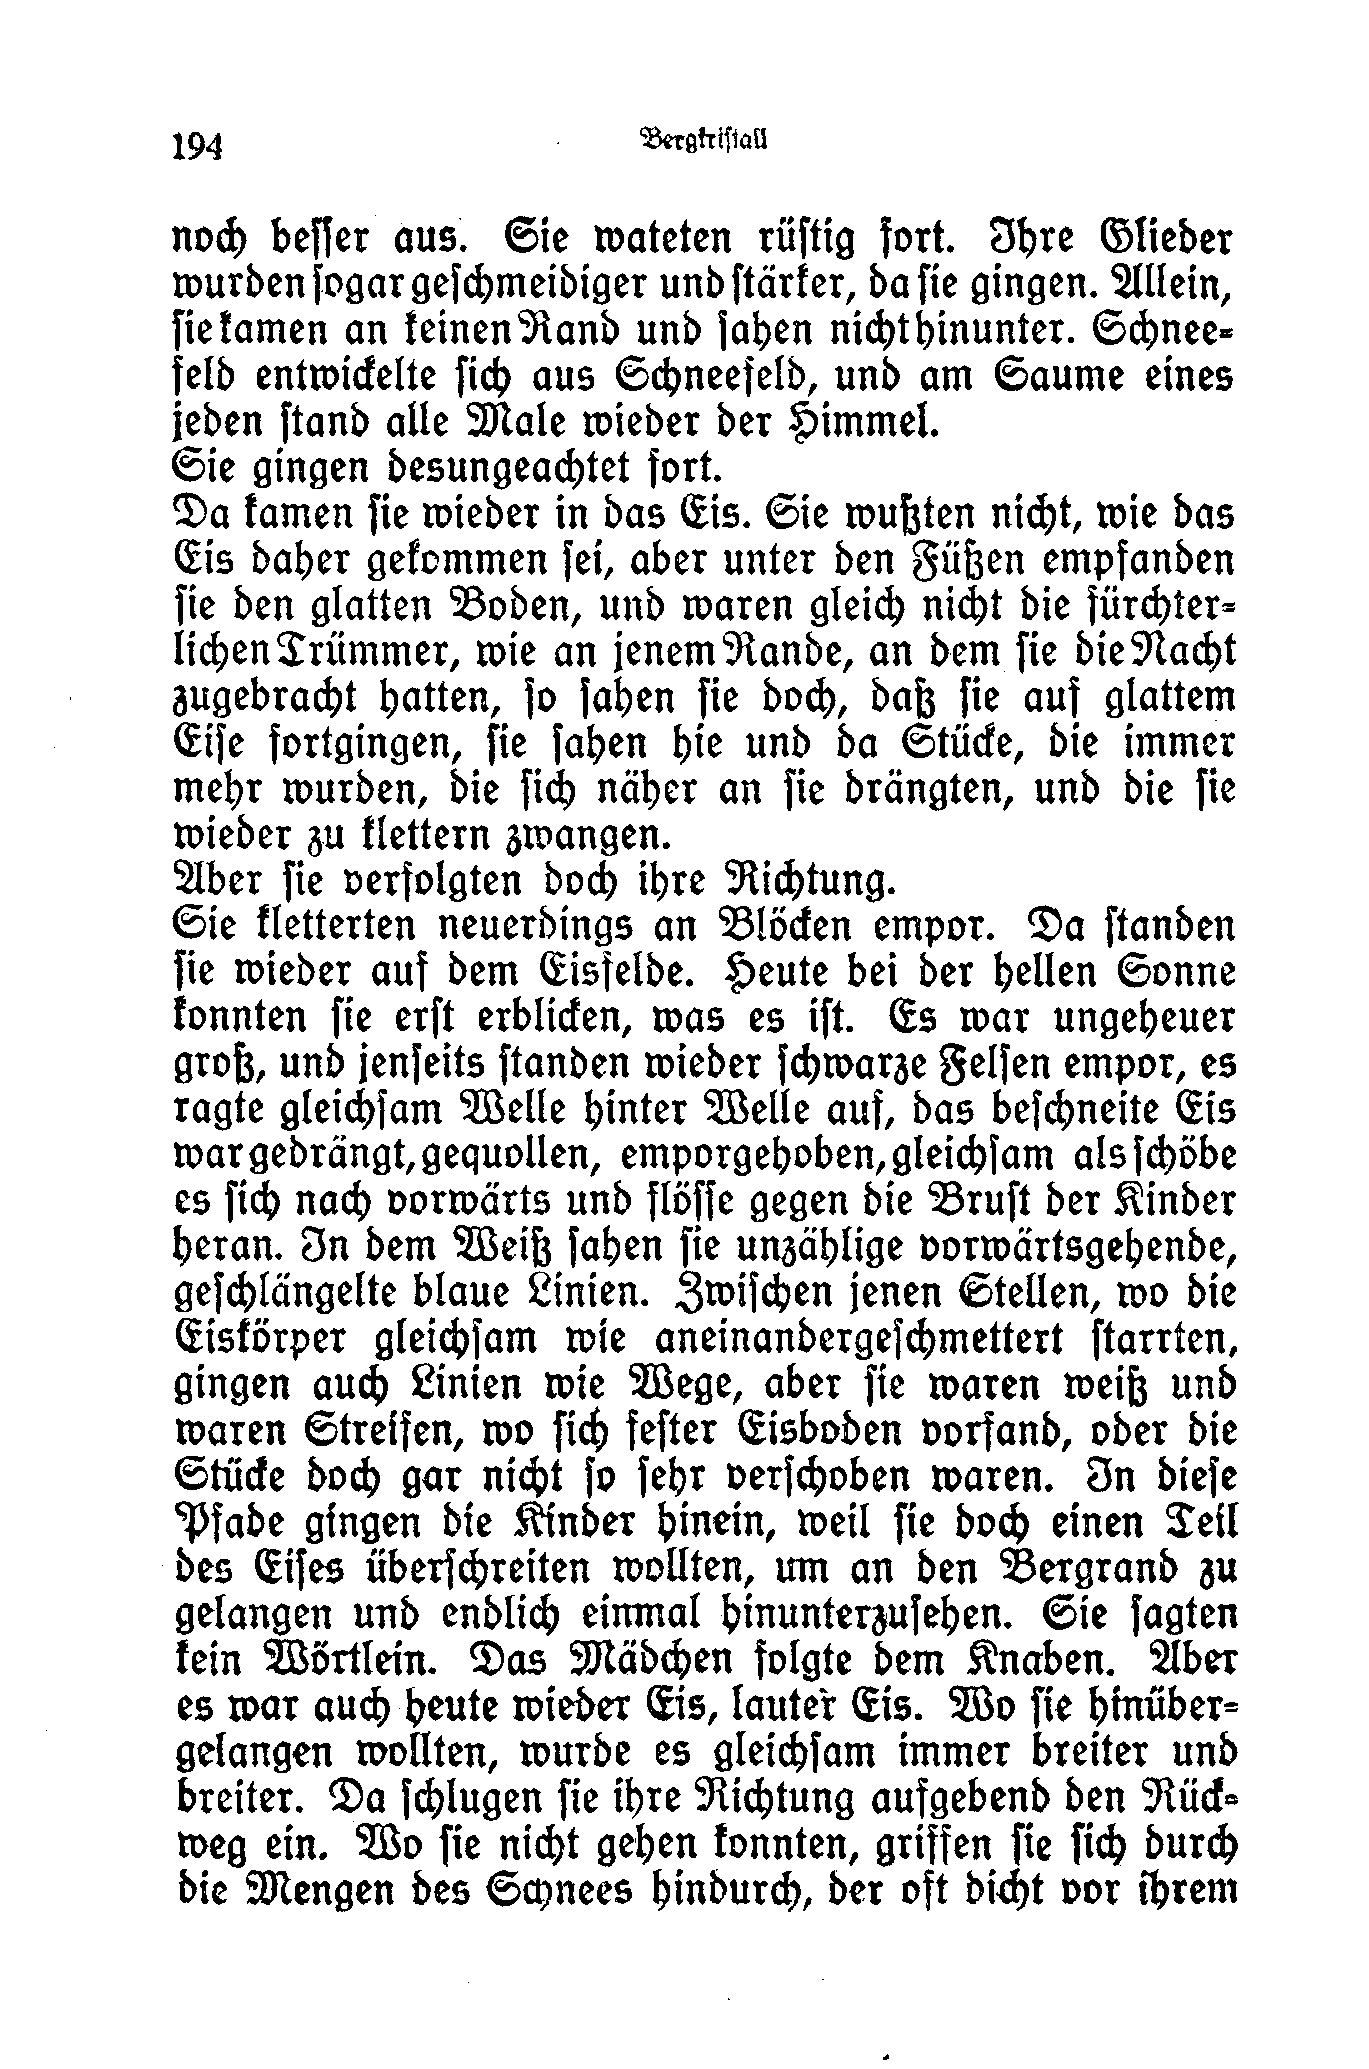 194
Bergkristall
noch besser aus. Sie wateten rüstig fort. Ihre Glieder
wurden sogar geschmeidiger und stärker, da sie gingen. Allein,
sie kamen an keinen Rand und sahen nicht hinunter. Schnee-
feld entwickelte sich aus Schneefeld, und am Saume eines
jeden stand alle Male wieder der Himmel.
Sie gingen desungeachtet fort.
Da kamen sie wieder in das Eis. Sie wußten nicht, wie das
Eis daher gekommen sei, aber unter den Füßen empfanden
sie den glatten Boden, und waren gleich nicht die fürchter-
lichen Trümmer, wie an jenem Rande, an dem sie die Nacht
zugebracht hatten, so sahen sie doch, daß sie auf glattem
Eise fortgingen, sie sahen hie und da Stücke, die immer
mehr wurden, die sich näher an sie drängten, und die sie
wieder zu klettern zwangen.
Aber sie verfolgten doch ihre Richtung.
Sie kletterten neuerdings an Blöcken empor. Da standen
sie wieder auf dem Eisfelde. Heute bei der hellen Sonne
konnten sie erst erblicken, was es ist. Es war ungeheuer
groß, und jenseits standen wieder schwarze Felsen empor, es
ragte gleichsam Welle hinter Welle auf, das beschneite Eis
war gedrängt, gequollen, emporgehoben, gleichsam als schöbe
es sich nach vorwärts und flösse gegen die Brust der Kinder
heran. In dem Weiß sahen sie unzählige vorwärtsgehende,
geschlängelte blaue Linien. Zwischen jenen Stellen, wo die
Eiskörper gleichsam wie aneinandergeschmettert starrten,
gingen auch Linien wie Wege, aber sie waren weiß und
waren Streifen, wo sich fester Eisboden vorfand, oder die
Stücke doch gar nicht so sehr verschoben waren. In diese
Pfade gingen die Kinder hinein, weil sie doch einen Teil
des Eises überschreiten wollten, um an den Bergrand zu
gelangen und endlich einmal hinunterzusehen. Sie sagten
kein Wörtlein. Das Mädchen folgte dem Knaben. Aber
es war auch heute wieder Eis, lauter Eis. Wo sie hinüber-
gelangen wollten, wurde es gleichsam immer breiter und
breiter. Da schlugen sie ihre Richtung aufgebend den Rück-
weg ein. Wo sie nicht gehen konnten, griffen sie sich durch
die Mengen des Schnees hindurch, der oft dicht vor ihrem